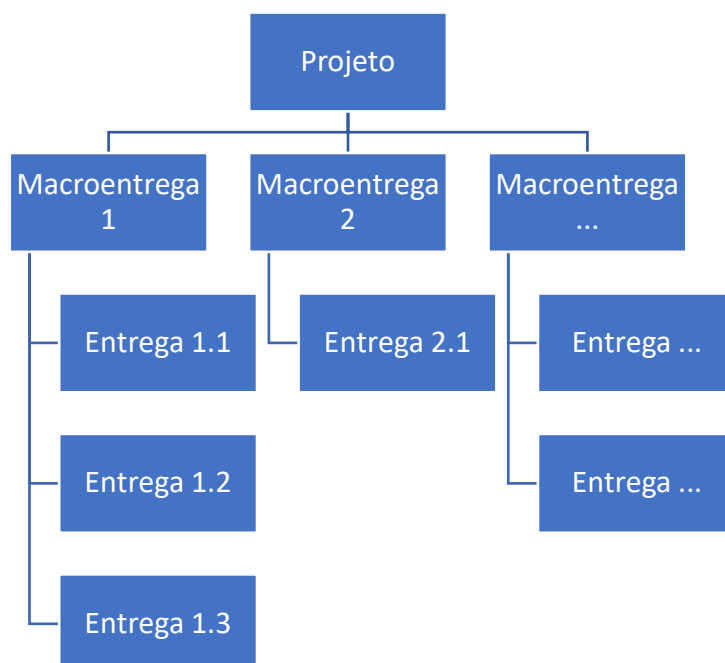 Projeto
Macroentrega
1
Macroentrega
2
Macroentrega
...
Entrega 1.1
Entrega 2.1
Entrega ...
Entrega 1.2
Entrega ...
Entrega 1.3